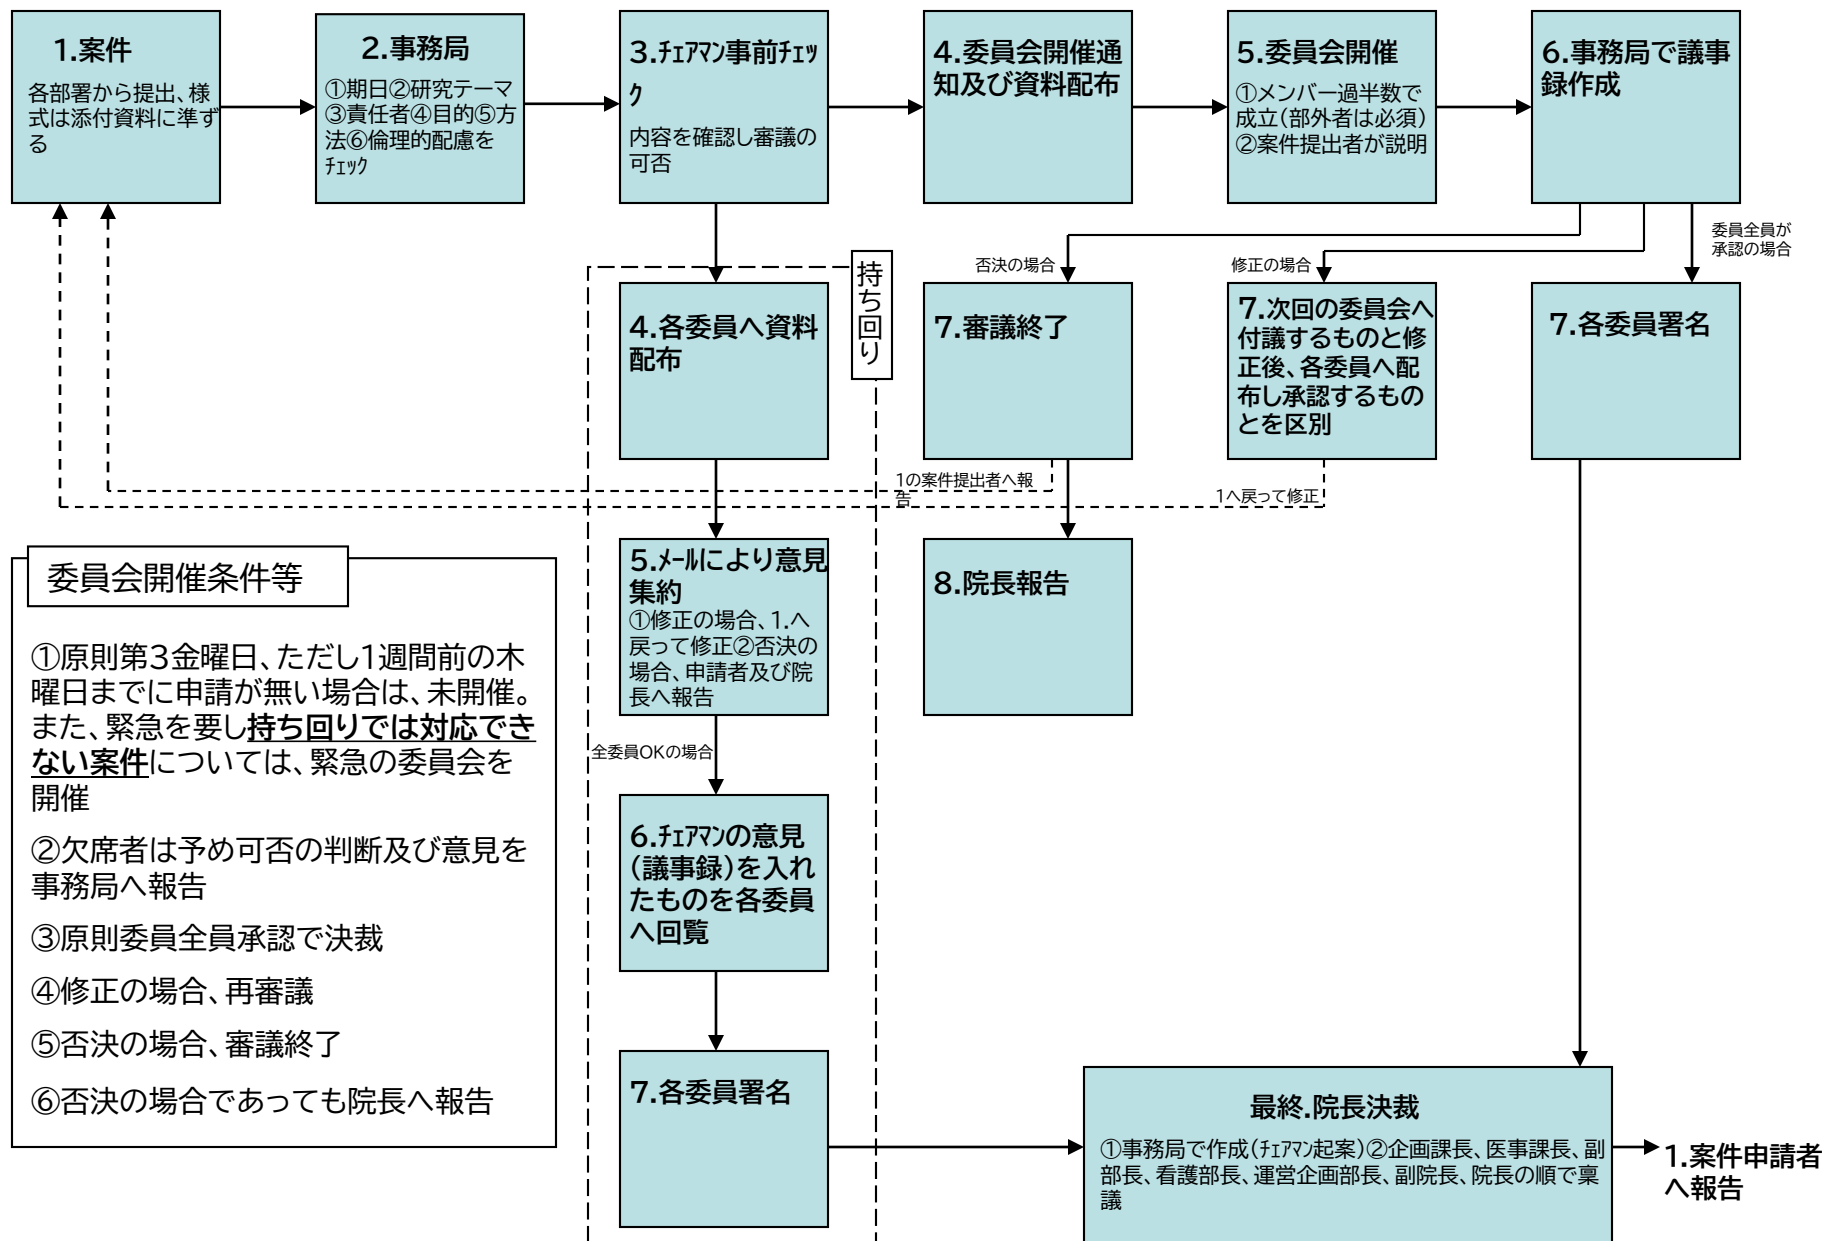 1.案件
各部署から提出、様
式は添付資料に準ず
る
2.事務局
①期日②研究テーマ
③責任者④目的⑤方
法⑥倫理的配慮を
ﾁｪｯｸ
3.ﾁｪｱﾏﾝ事前ﾁｪｯ
ｸ
内容を確認し審議の
可否
4.委員会開催通
知及び資料配布
5.委員会開催
①メンバー過半数で
成立(部外者は必須)
②案件提出者が説明
6.事務局で議事
録作成
委員全員が
承認の場合
否決の場合
修正の場合
持ち回り
4.各委員へ資料
配布
7.審議終了
7.次回の委員会へ
付議するものと修
正後、各委員へ配
布し承認するもの
とを区別
7.各委員署名
1の案件提出者へ報
告
1へ戻って修正
5.ﾒｰﾙにより意見
集約
①修正の場合、1.へ
戻って修正②否決の
場合、申請者及び院
長へ報告
8.院長報告
委員会開催条件等
①原則第3金曜日、ただし1週間前の木
曜日までに申請が無い場合は、未開催。
また、緊急を要し持ち回りでは対応でき
ない案件については、緊急の委員会を
開催
②欠席者は予め可否の判断及び意見を
事務局へ報告
③原則委員全員承認で決裁
④修正の場合、再審議
⑤否決の場合、審議終了
⑥否決の場合であっても院長へ報告
全委員OKの場合
6.ﾁｪｱﾏﾝの意見
(議事録)を入れ
たものを各委員
へ回覧
7.各委員署名
最終.院長決裁
①事務局で作成(ﾁｪｱﾏﾝ起案)②企画課長、医事課長、副
部長、看護部長、運営企画部長、副院長、院長の順で稟
議
1.案件申請者
へ報告